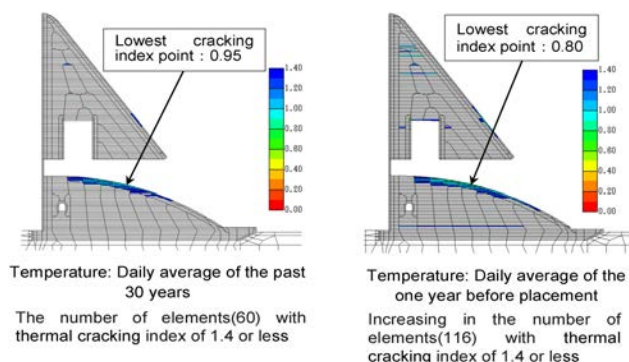 Lowest cracking
index point : 0.95
1.40
1.20
1.00
0.80
0.60
0.40
0.20
0.00
Temperature: Daily average of the past
30 years
The number of elements(60) with
thermal cracking index of 1.4 or less
Lowest cracking
index point : 0.80
1.40
1.20
1.00
0.80
0.60
0.40
0.20
0.00
Temperature: Daily average of the
one year before placement
Increasing in the number of
elements(116) with thermal
cracking index of 1.4 or less